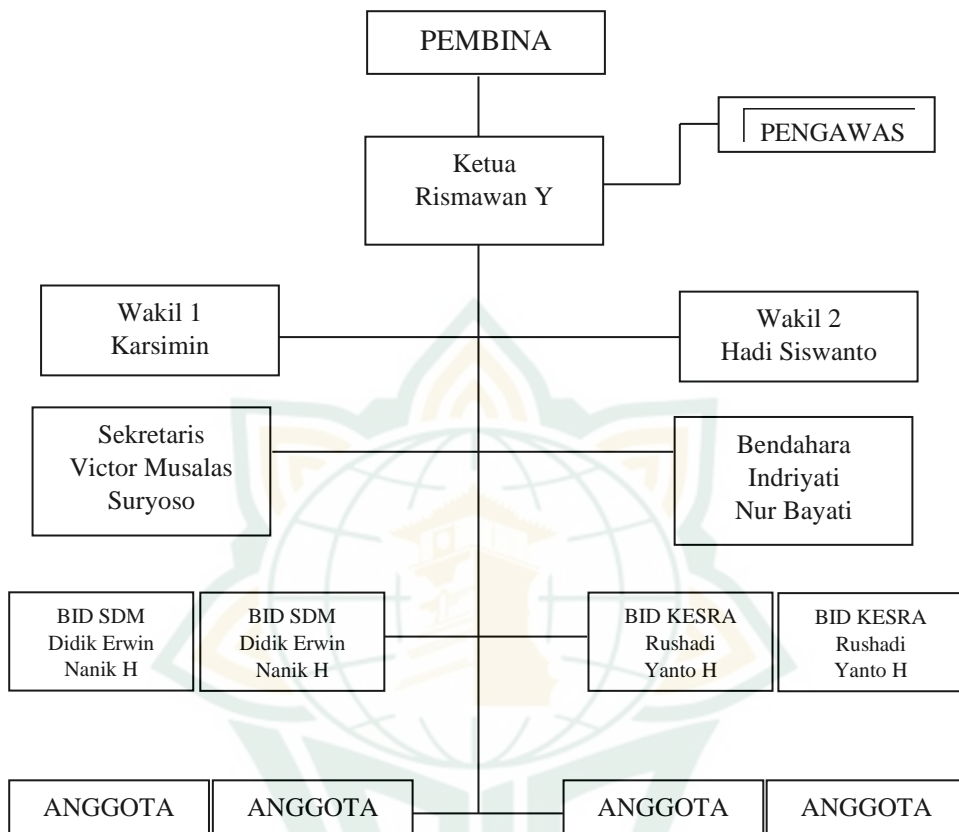 PEMBINA
PENGAWAS
Ketua
Rismawan Y
Wakil 1
Karsimin
Wakil 2
Hadi Siswanto
Sekretaris
Victor Musalas
Suryoso
Bendahara
Indriyati
Nur Bayati
BID SDM
Didik Erwin
Nanik H
BID SDM
Didik Erwin
Nanik H
BID KESRA
Rushadi
Yanto H
BID KESRA
Rushadi
Yanto H
ANGGOTA
ANGGOTA
ANGGOTA
ANGGOTA